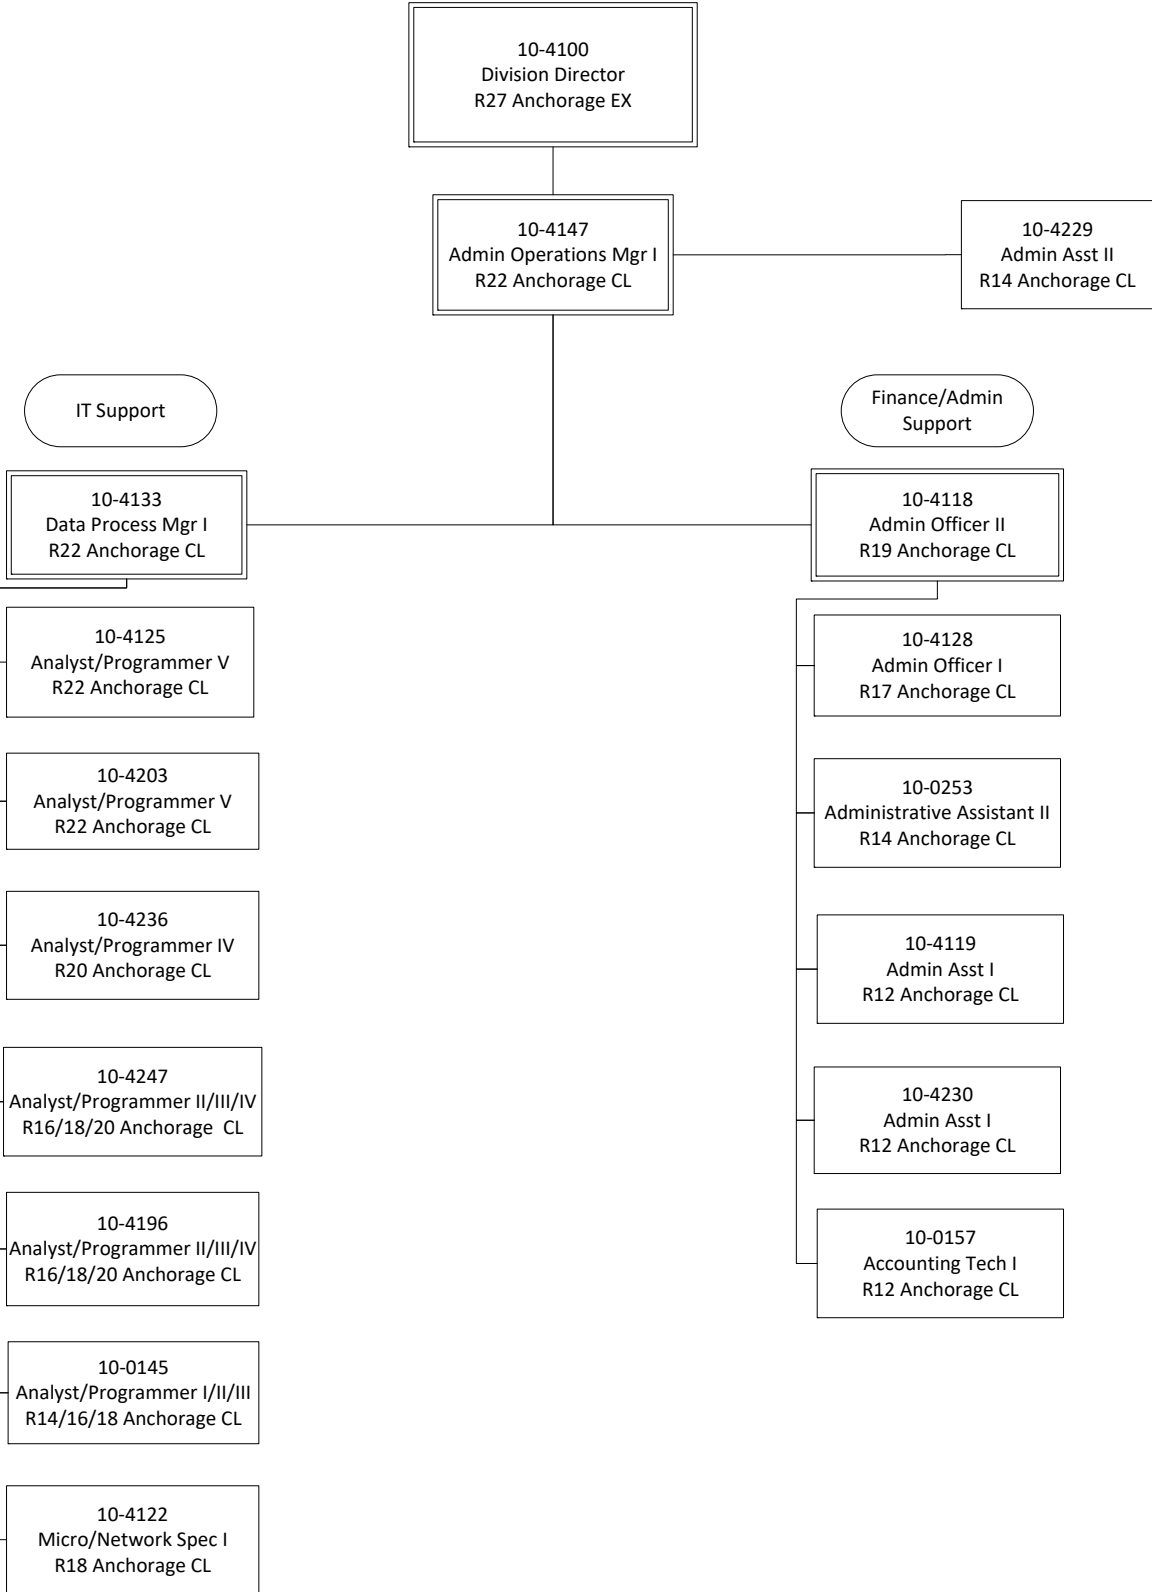 10-4100
Division Director
R27 Anchorage EX
10-4147
Admin Operations Mgr I
R22 Anchorage CL
10-4229
Admin Asst II
R14 Anchorage CL
IT Support
Finance/Admin
Support
10-4133
Data Process Mgr I
R22 Anchorage CL
10-4118
Admin Officer II
R19 Anchorage CL
10-4125
Analyst/Programmer V
R22 Anchorage CL
10-4128
Admin Officer I
R17 Anchorage CL
10-4203
Analyst/Programmer V
R22 Anchorage CL
10-0253
Administrative Assistant II
R14 Anchorage CL
10-4236
Analyst/Programmer IV
R20 Anchorage CL
10-4119
Admin Asst I
R12 Anchorage CL
10-4247
Analyst/Programmer II/III/IV
R16/18/20 Anchorage  CL
10-4230
Admin Asst I
R12 Anchorage CL
10-4196
Analyst/Programmer II/III/IV
R16/18/20 Anchorage CL
10-0157
Accounting Tech I
R12 Anchorage CL
10-0145
Analyst/Programmer I/II/III
R14/16/18 Anchorage CL
10-4122
Micro/Network Spec I
R18 Anchorage CL